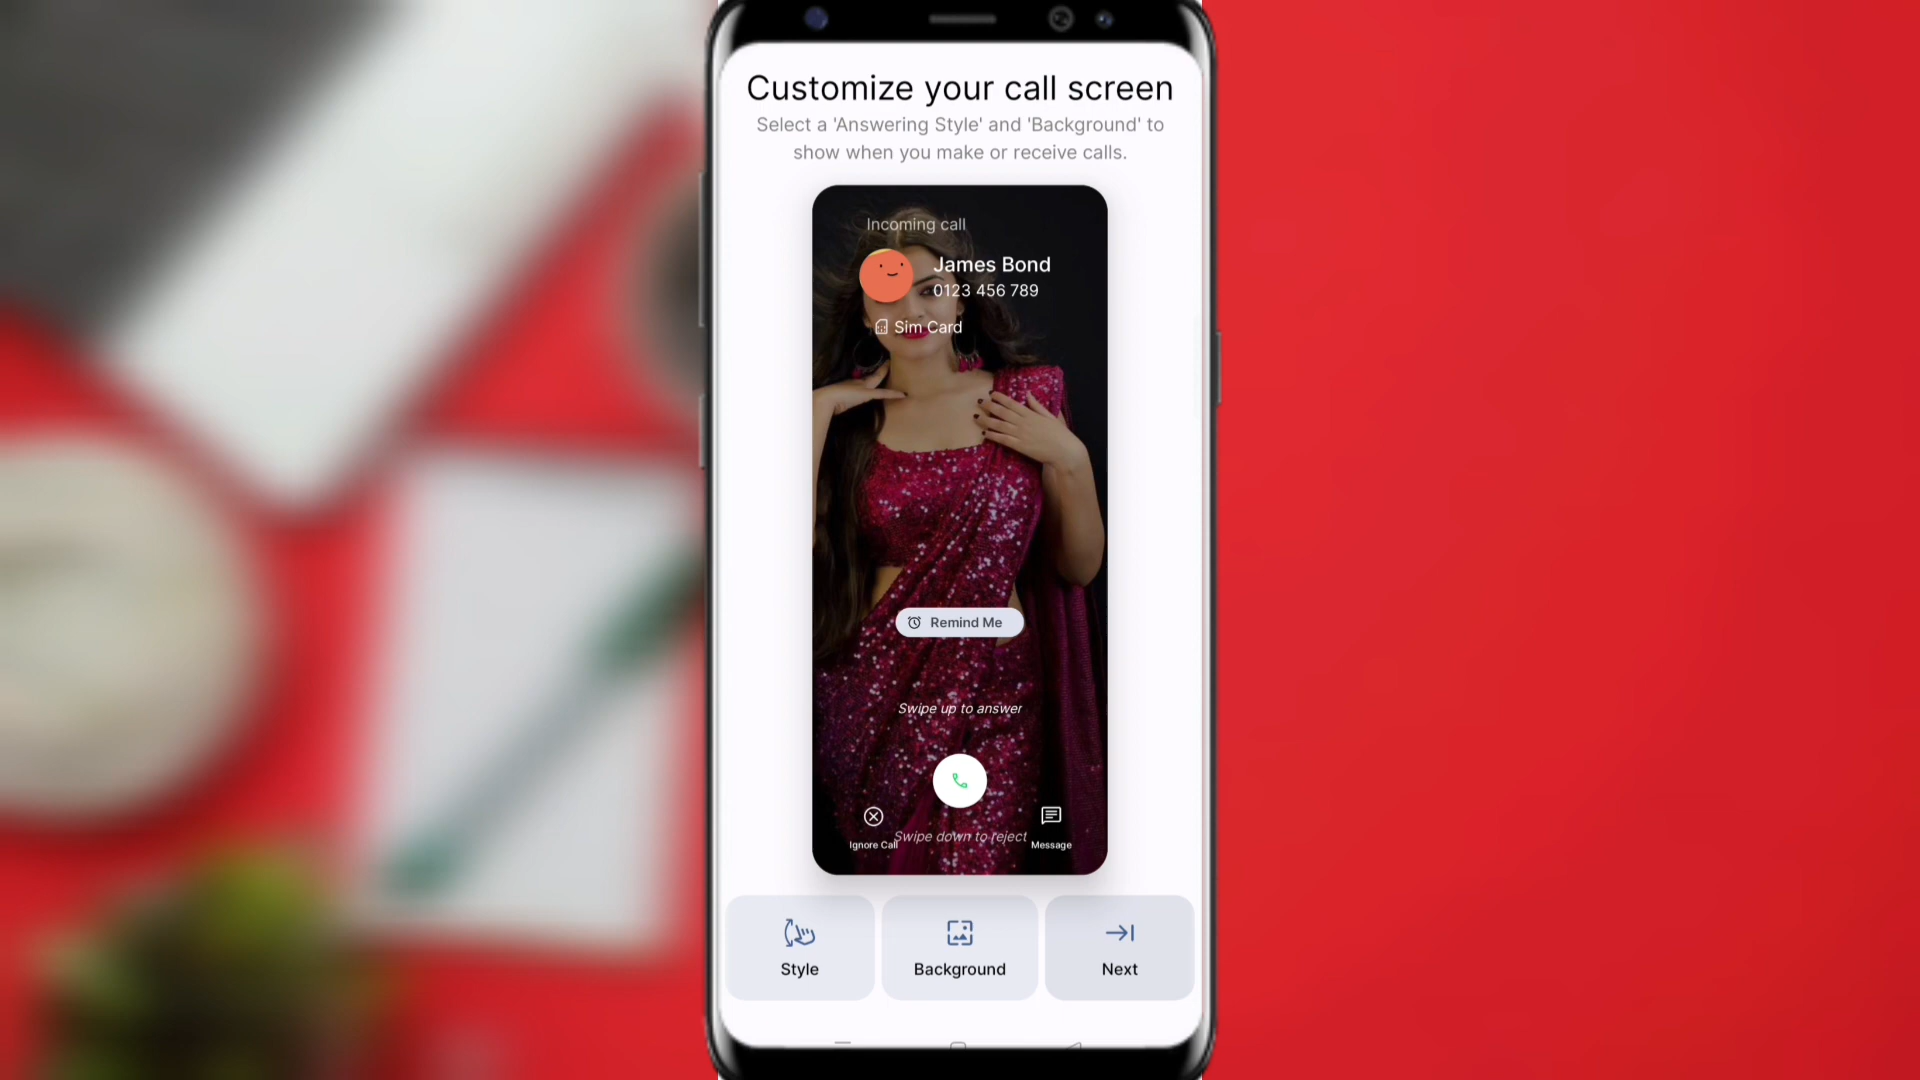 Customize your call screen
Select a 'Answering Style' and 'Background' to
show when you make or receive calls.
Incoming call
James Bond
0123 456 789
Sim Card
Remind Me
Swipe up to answer
Swipe down to reject
Ignore Call
Message
Style
Background
Next